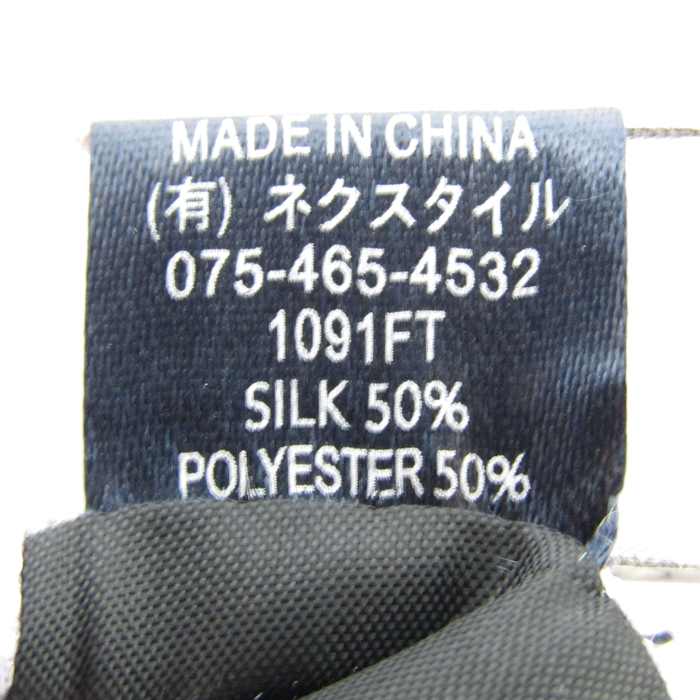 MADE IN CHINA
(有) ネクスタイル
075-465-4532
1091FT
SILK 50%
POLYESTER 50%